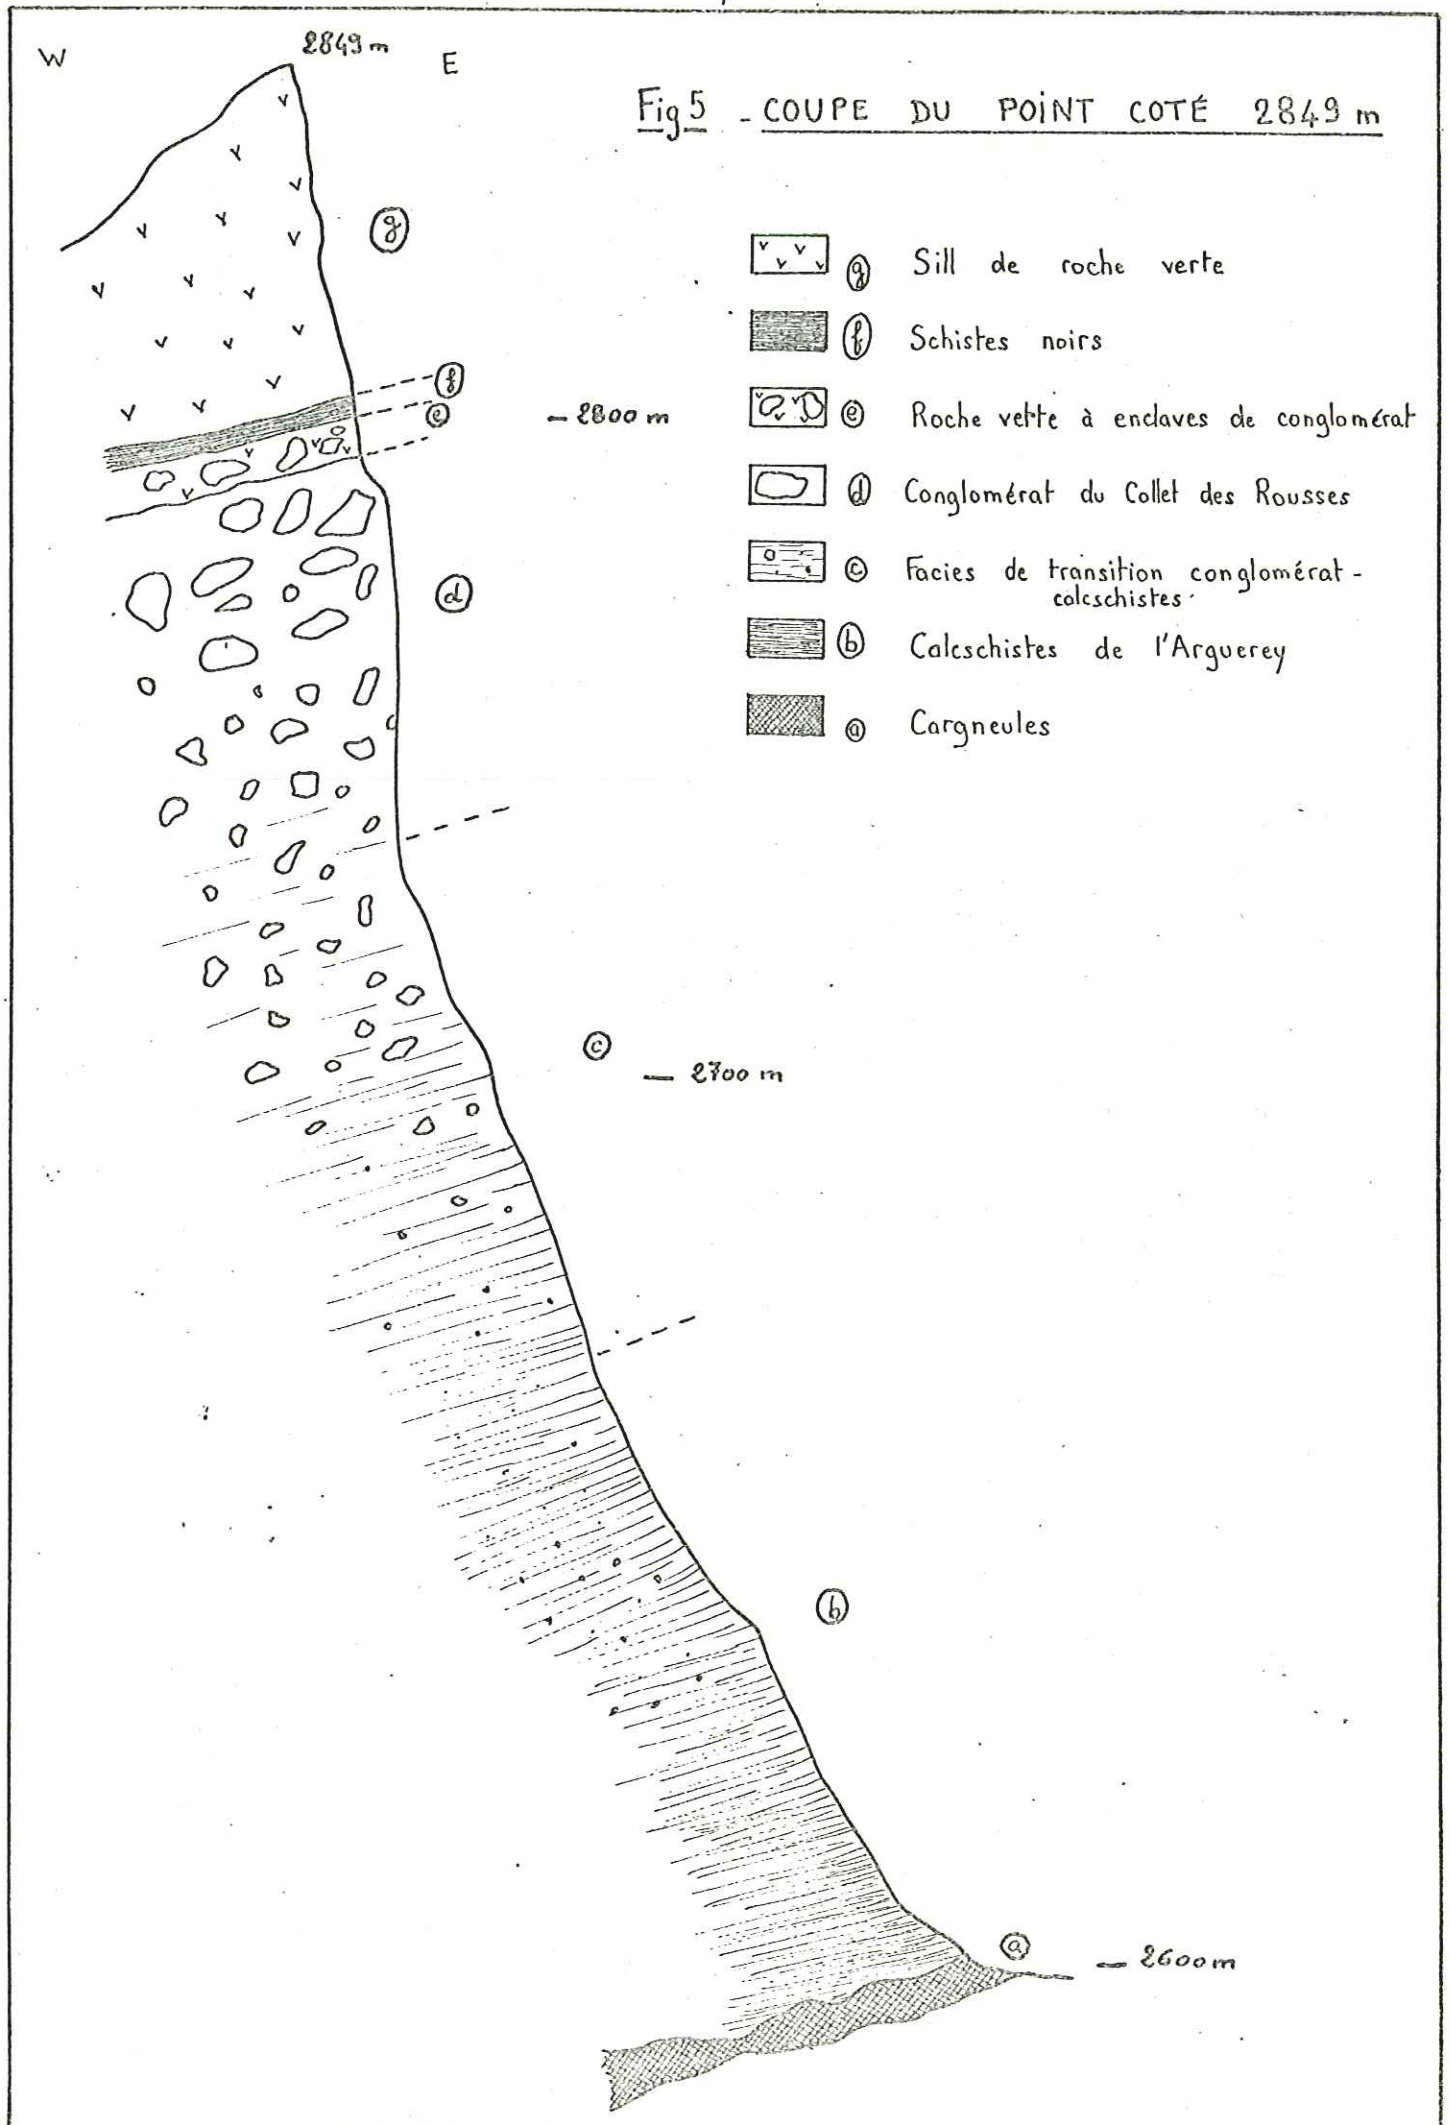 W
2849 m
E
Fig 5 - COUPE DU POINT COTÉ 2849 m
g
g Sill de roche verte
f Schistes noirs
f
e
- 2800 m
e Roche verte à enclaves de conglomérat
d Conglomérat du Collet des Rousses
d
c Facies de transition conglomérat -
calcschistes
b Calcschistes de l'Arguerey
a Cargneules
c
- 2700 m
b
a
- 2600 m